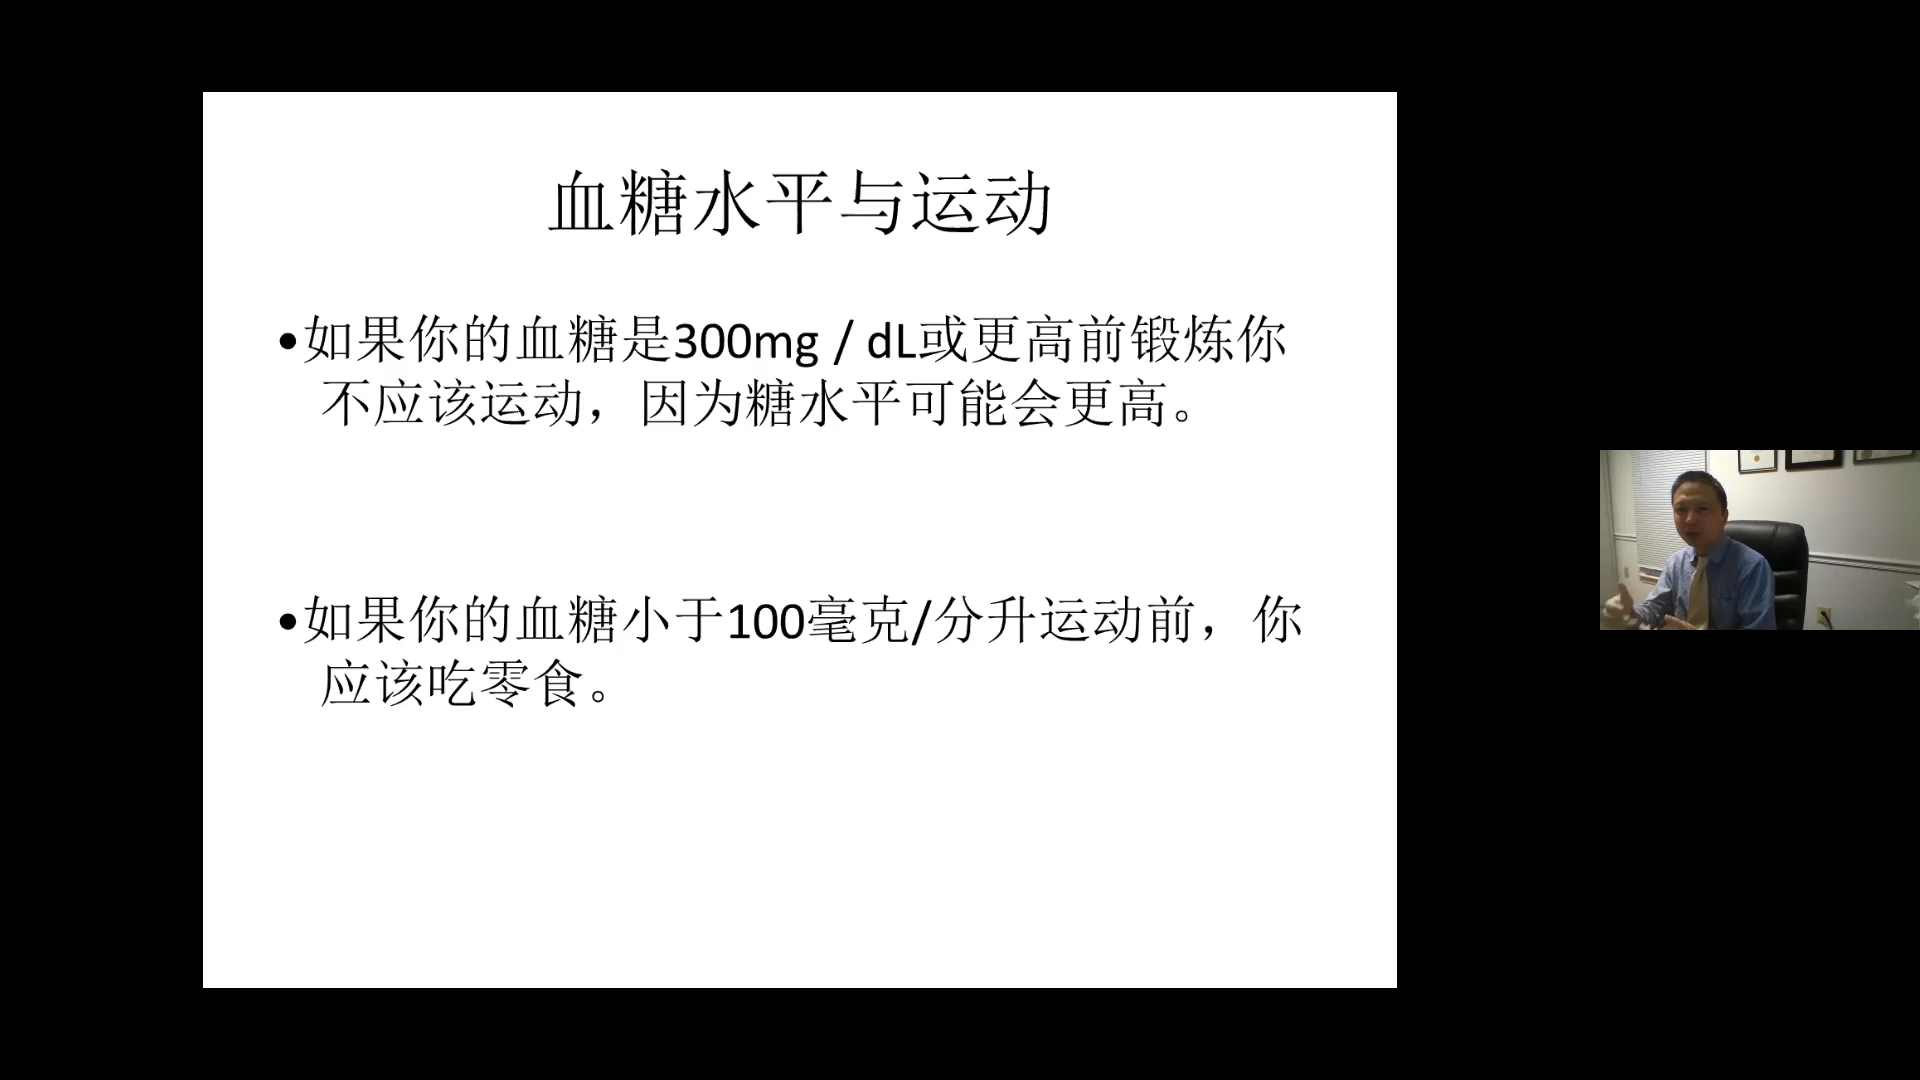 血糖水平与运动
•如果你的血糖是300mg / dL或更高前锻炼你
不应该运动，因为糖水平可能会更高。
•如果你的血糖小于100毫克/分升运动前，你
应该吃零食。